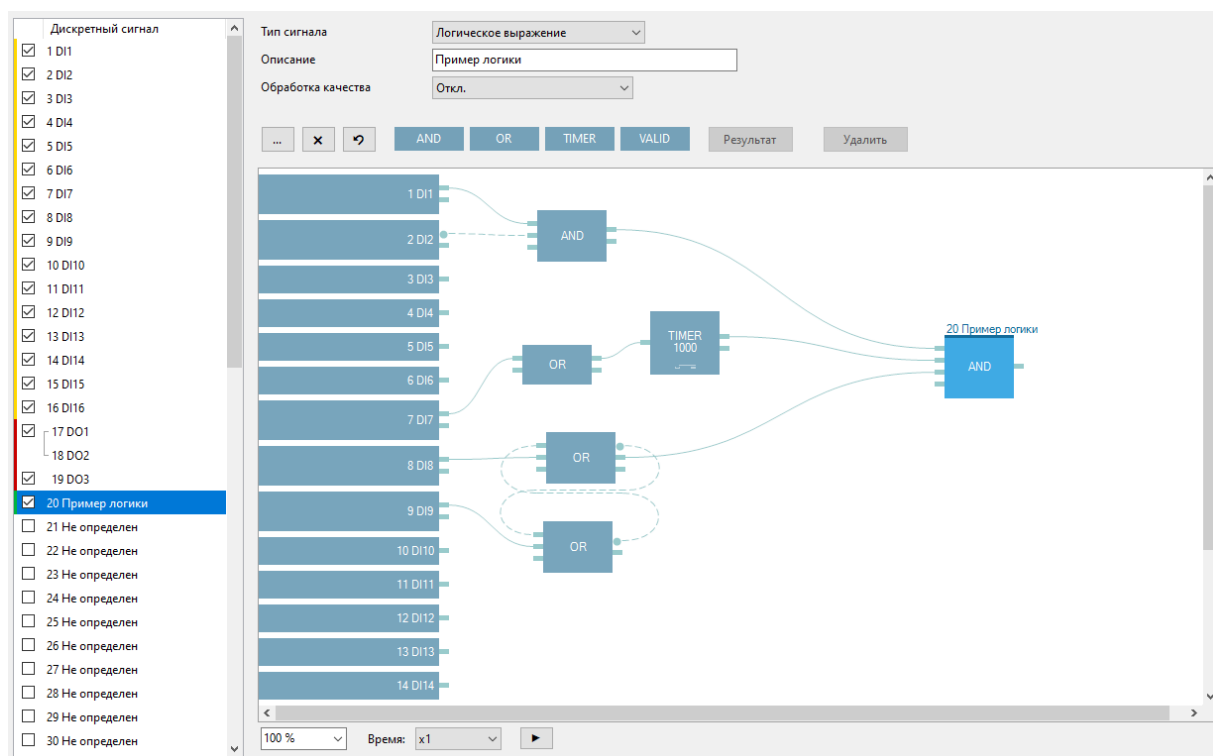 Дискретный сигнал
1 DI1
2 DI2
3 DI3
4 DI4
5 DI5
6 DI6
7 DI7
8 DI8
9 DI9
10 DI10
11 DI11
12 DI12
13 DI13
14 DI14
15 DI15
16 DI16
17 DO1
18 DO2
19 DO3
20 Пример логики
21 Не определен
22 Не определен
23 Не определен
24 Не определен
25 Не определен
26 Не определен
27 Не определен
28 Не определен
29 Не определен
30 Не определен
Тип сигнала Логическое выражение
Описание Пример логики
Обработка качества Откл.
... AND OR TIMER VALID Результат Удалить
1 DI1
2 DI2
3 DI3
4 DI4
5 DI5
6 DI6
7 DI7
8 DI8
9 DI9
10 DI10
11 DI11
12 DI12
13 DI13
14 DI14
AND
TIMER
1000
OR
OR
OR
20 Пример логики
AND
100 % Время: x1